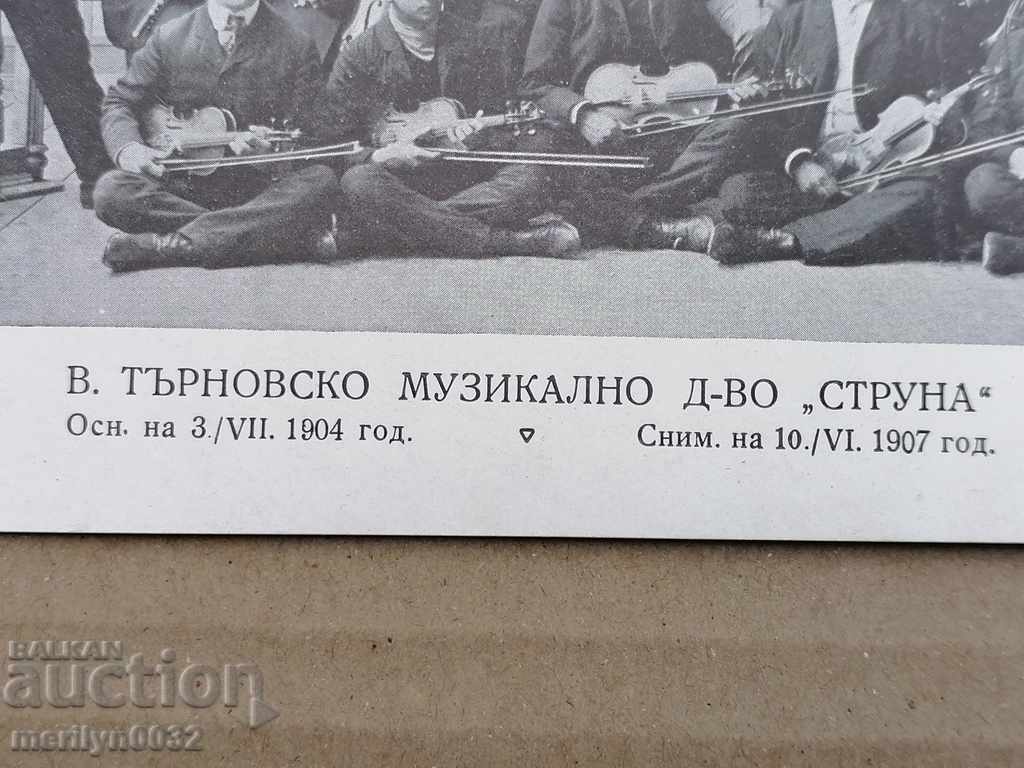 В. ТЪРНОВСКО МУЗИКАЛНО Д-ВО „СТРУНА“
Осн. на 3./VII. 1904 год. Сним. на 10./VI. 1907 год.
BALKAN
auction
merilyn0032